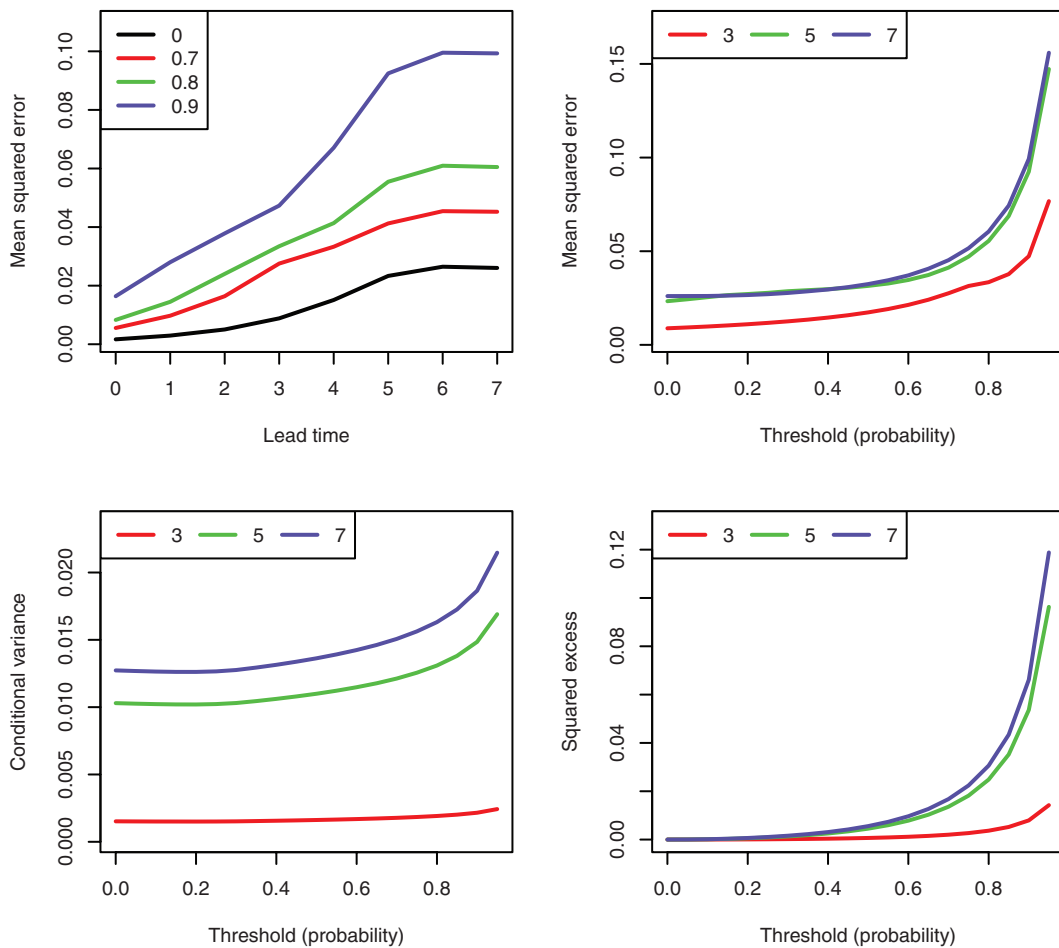 Mean squared error
0.00 0.02 0.04 0.06 0.08 0.10
0
0.7
0.8
0.9
0 1 2 3 4 5 6 7
Lead time
Mean squared error
0.00 0.05 0.10 0.15
3 5 7
0.0 0.2 0.4 0.6 0.8
Threshold (probability)
Conditional variance
0.000 0.005 0.010 0.015 0.020
3 5 7
0.0 0.2 0.4 0.6 0.8
Threshold (probability)
Squared excess
0.00 0.04 0.08 0.12
3 5 7
0.0 0.2 0.4 0.6 0.8
Threshold (probability)